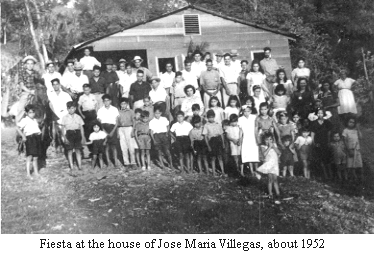 Fiesta at the house of Jose Maria Villegas, about 1952